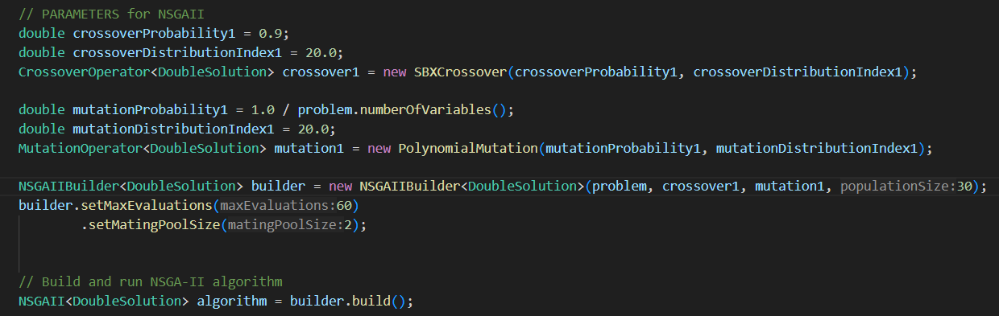 // PARAMETERS for NSGAII
double crossoverProbability1 = 0.9;
double crossoverDistributionIndex1 = 20.0;
CrossoverOperator<DoubleSolution> crossover1 = new SBXCrossover(crossoverProbability1, crossoverDistributionIndex1);
double mutationProbability1 = 1.0 / problem.numberOfVariables();
double mutationDistributionIndex1 = 20.0;
MutationOperator<DoubleSolution> mutation1 = new PolynomialMutation(mutationProbability1, mutationDistributionIndex1);
NSGAIIBuilder<DoubleSolution> builder = new NSGAIIBuilder<DoubleSolution>(problem, crossover1, mutation1, populationSize:30);
builder.setMaxEvaluations(maxEvaluations:60)
.setMatingPoolSize(matingPoolSize:2);
// Build and run NSGA-II algorithm
NSGAII<DoubleSolution> algorithm = builder.build();